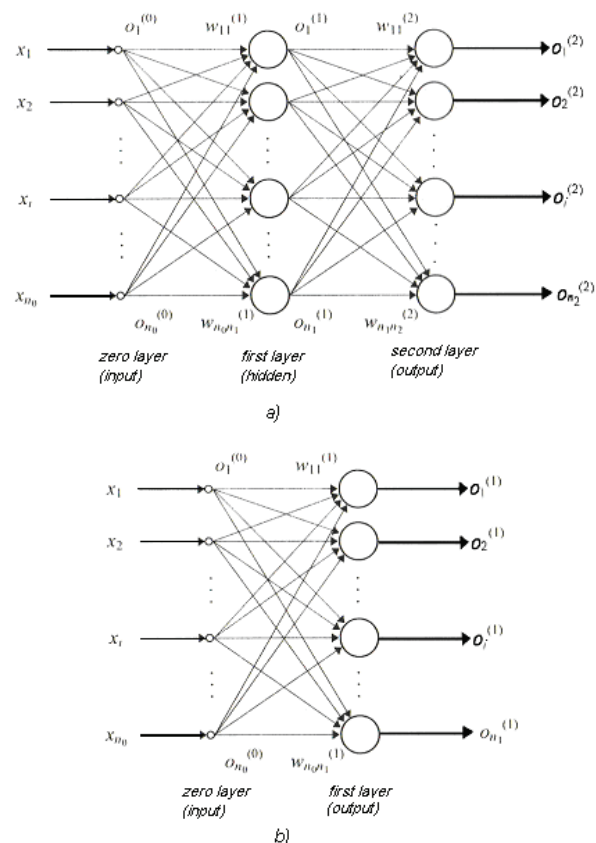 o₁⁽⁰⁾ w₁₁⁽¹⁾ o₁⁽¹⁾ w₁₁⁽²⁾
x₁ o₁⁽²⁾
x₂ o₂⁽²⁾
xᵢ oᵢ⁽²⁾
xₙ₀ oₙ₂⁽²⁾
oₙ₀⁽⁰⁾ wₙ₀ₙ₁⁽¹⁾ oₙ₁⁽¹⁾ wₙ₁ₙ₂⁽²⁾
zero layer first layer second layer
(input) (hidden) (output)
a)
o₁⁽⁰⁾ w₁₁⁽¹⁾
x₁ o₁⁽¹⁾
x₂ o₂⁽¹⁾
xᵢ oᵢ⁽¹⁾
xₙ₀ oₙ₁⁽¹⁾
oₙ₀⁽⁰⁾ wₙ₀ₙ₁⁽¹⁾
zero layer first layer
(input) (output)
b)